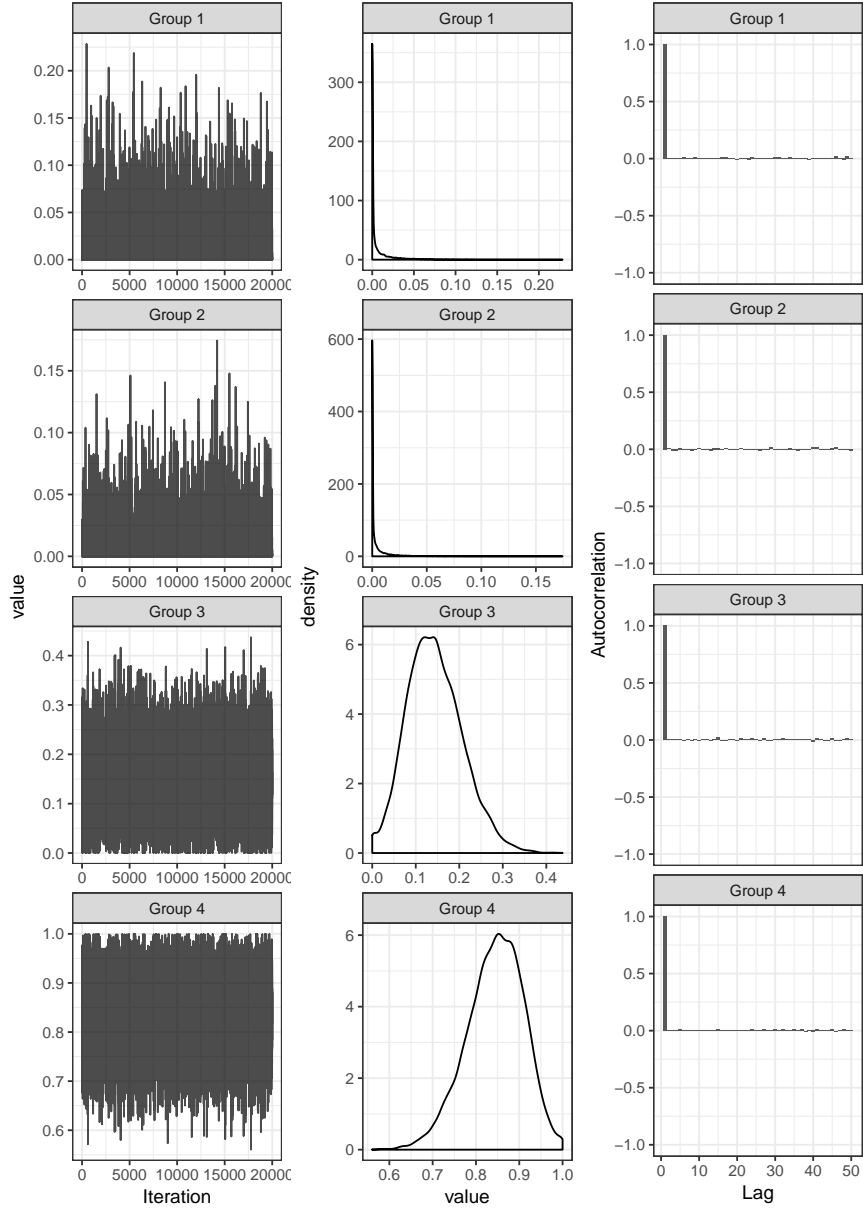 Group 1
Group 1
Group 1
0.20
0.15
0.10
0.05
0.00
0 5000 10000 15000 20000
300
200
100
0
0.00 0.05 0.10 0.15 0.20
1.0
0.5
0.0
−0.5
−1.0
Group 2
Group 2
Group 2
0.15
0.10
0.05
0.00
0 5000 10000 15000 20000
600
400
200
0
0.00 0.05 0.10 0.15
1.0
0.5
0.0
−0.5
−1.0
value
density
Autocorrelation
Group 3
Group 3
Group 3
0.4
0.3
0.2
0.1
0.0
0 5000 10000 15000 20000
6
4
2
0
0.0 0.1 0.2 0.3 0.4
1.0
0.5
0.0
−0.5
−1.0
Group 4
Group 4
Group 4
1.0
0.9
0.8
0.7
0.6
0 5000 10000 15000 20000
Iteration
6
4
2
0
0.6 0.7 0.8 0.9 1.0
value
1.0
0.5
0.0
−0.5
−1.0
0 10 20 30 40 50
Lag